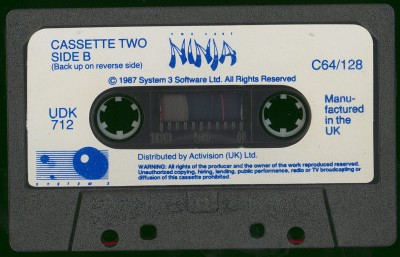 CASSETTE TWO
SIDE B
(Back up on reverse side)
THE LAST
NINJA
C64/128
© 1987 System 3 Software Ltd. All Rights Reserved
UDK
712
Manu-
factured
in the
UK
Distributed by Activision (UK) Ltd.
WARNING: All rights of the producer and the owner of the work reproduced reserved.
Unauthorized copying, hiring, lending, public performance, radio or TV broadcasting or
diffusion of this cassette prohibited.
SYSTEM 3